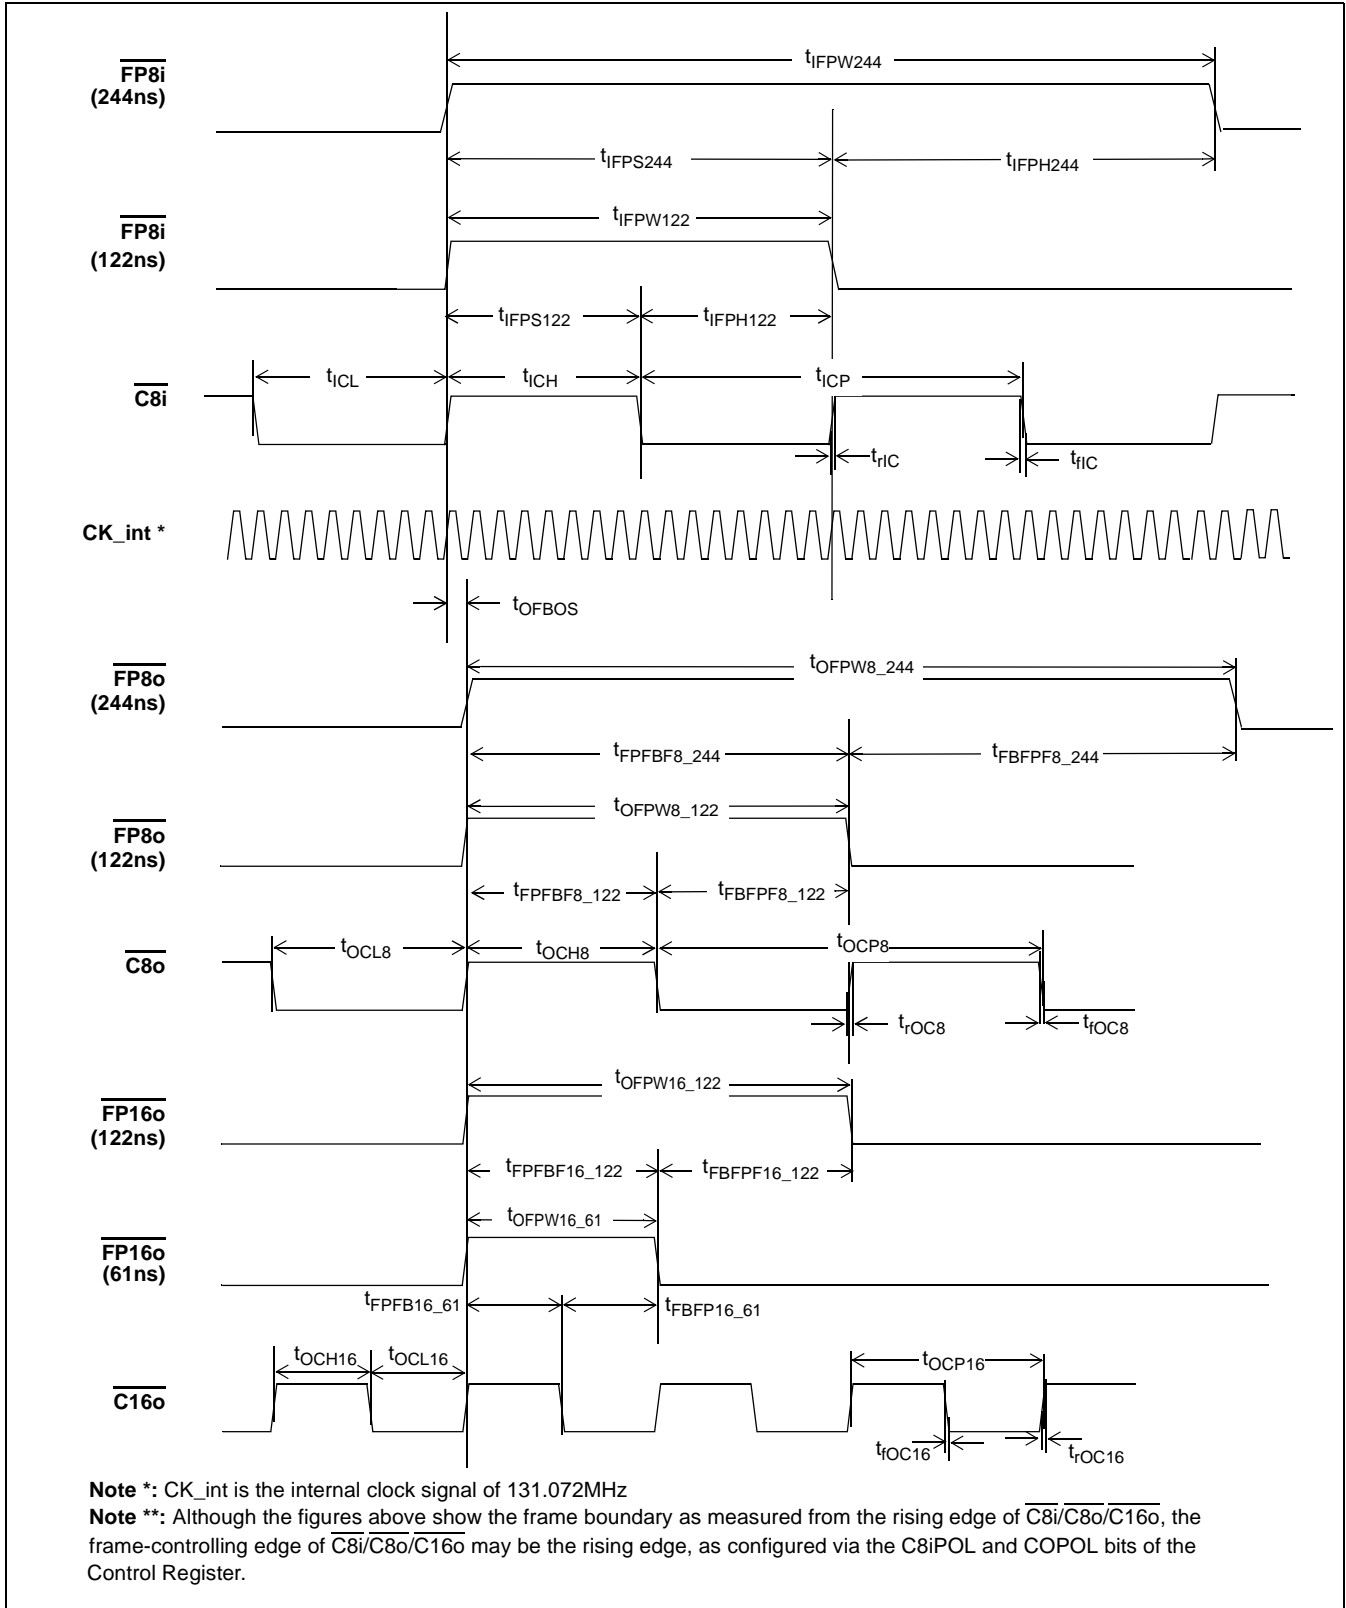 tIFPW244
FP8i
(244ns)
tIFPS244
tIFPH244
tIFPW122
FP8i
(122ns)
tIFPS122
tIFPH122
tICL
tICH
tICP
C8i
trIC
tfIC
CK_int *
tOFBOS
tOFPW8_244
FP8o
(244ns)
tFPFBF8_244
tFBFPF8_244
tOFPW8_122
FP8o
(122ns)
tFPFBF8_122
tFBFPF8_122
tOCL8
tOCH8
tOCP8
C8o
trOC8
tfOC8
tOFPW16_122
FP16o
(122ns)
tFPFBF16_122
tFBFPF16_122
tOFPW16_61
FP16o
(61ns)
tFPFB16_61
tFBFP16_61
tOCH16
tOCL16
tOCP16
C16o
tfOC16
trOC16
Note *: CK_int is the internal clock signal of 131.072MHz
Note **: Although the figures above show the frame boundary as measured from the rising edge of C8i/C8o/C16o, the
frame-controlling edge of C8i/C8o/C16o may be the rising edge, as configured via the C8iPOL and COPOL bits of the
Control Register.